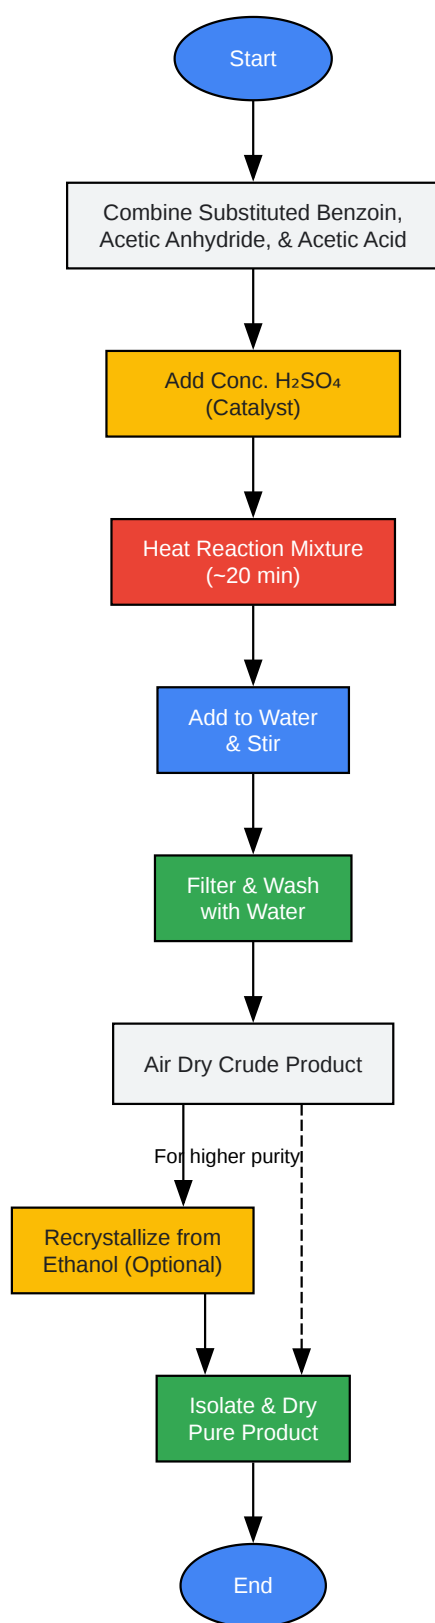 Start
Combine Substituted Benzoin,
Acetic Anhydride, & Acetic Acid
Add Conc. H₂SO₄
(Catalyst)
Heat Reaction Mixture
(~20 min)
Add to Water
& Stir
Filter & Wash
with Water
Air Dry Crude Product
For higher purity
Recrystallize from
Ethanol (Optional)
Isolate & Dry
Pure Product
End